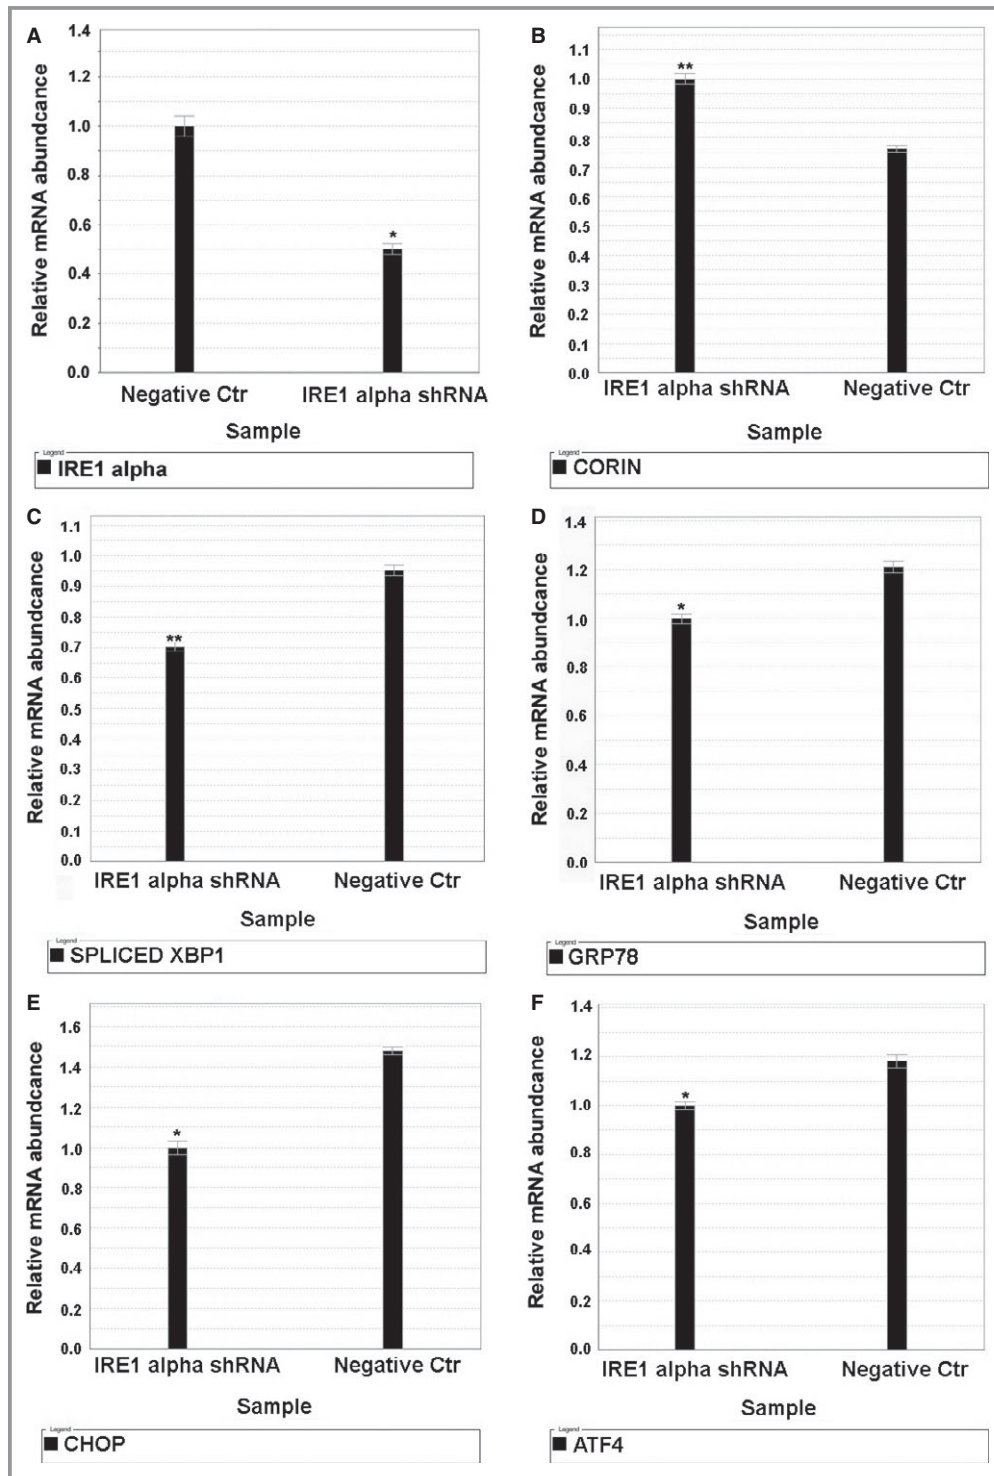 A
Relative mRNA abundcance
1.4
1.2
1.0
0.8
0.6
0.4
0.2
0.0
*
Negative Ctr IRE1 alpha shRNA
Sample
Legend
IRE1 alpha
B
Relative mRNA abundcance
1.1
1.0
0.9
0.8
0.7
0.6
0.5
0.4
0.3
0.2
0.1
0.0
**
IRE1 alpha shRNA Negative Ctr
Sample
Legend
CORIN
C
Relative mRNA abundcance
1.1
1.0
0.9
0.8
0.7
0.6
0.5
0.4
0.3
0.2
0.1
0.0
**
IRE1 alpha shRNA Negative Ctr
Sample
Legend
SPLICED XBP1
D
Relative mRNA abundcance
1.4
1.2
1.0
0.8
0.6
0.4
0.2
0.0
*
IRE1 alpha shRNA Negative Ctr
Sample
Legend
GRP78
E
Relative mRNA abundcance
1.6
1.4
1.2
1.0
0.8
0.6
0.4
0.2
0.0
*
IRE1 alpha shRNA Negative Ctr
Sample
Legend
CHOP
F
Relative mRNA abundcance
1.4
1.2
1.0
0.8
0.6
0.4
0.2
0.0
*
IRE1 alpha shRNA Negative Ctr
Sample
Legend
ATF4